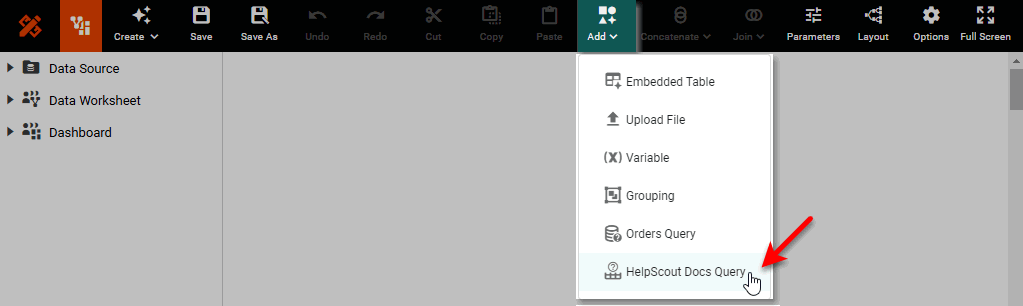 Create
Save
Save As
Undo
Redo
Cut
Copy
Paste
Add
Concatenate
Join
Parameters
Layout
Options
Full Screen
Data Source
Data Worksheet
Dashboard
Embedded Table
Upload File
(X) Variable
Grouping
Orders Query
HelpScout Docs Query